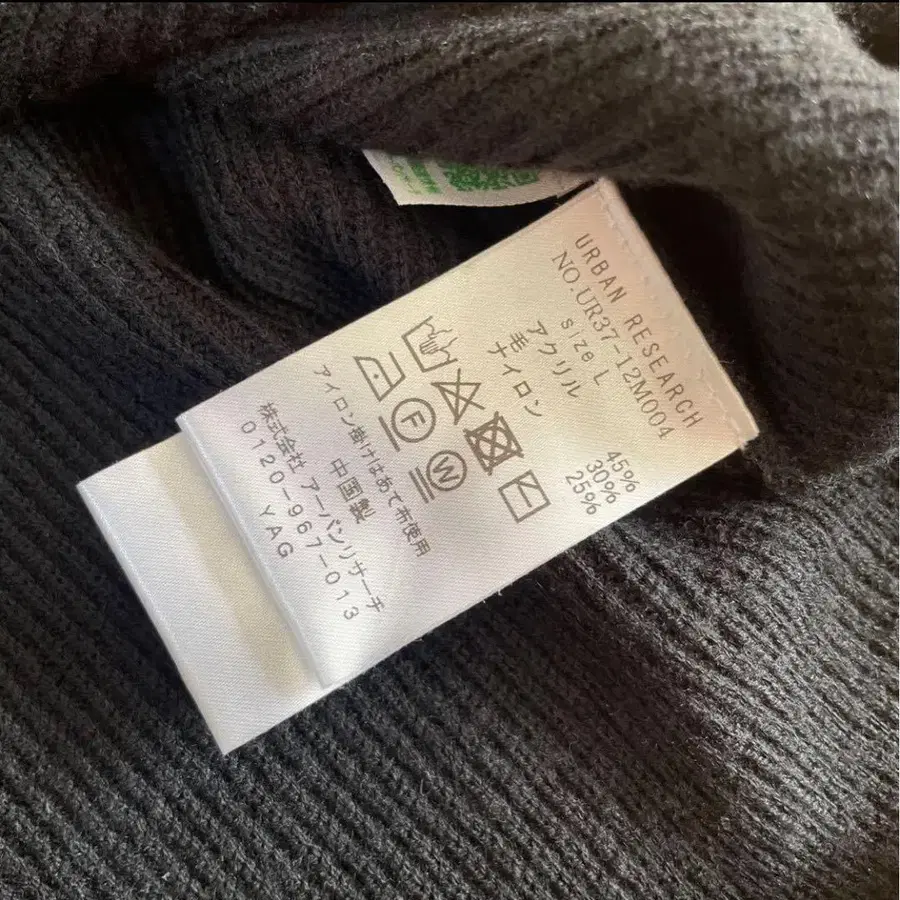 URBAN RESEARCH
NO.UR37-12M004
size L
アクリル 45%
毛 30%
ナイロン 25%
F
W
アイロン掛けはあて布使用
中国製
株式会社 アーバンリサーチ
0120-967-013
YAG